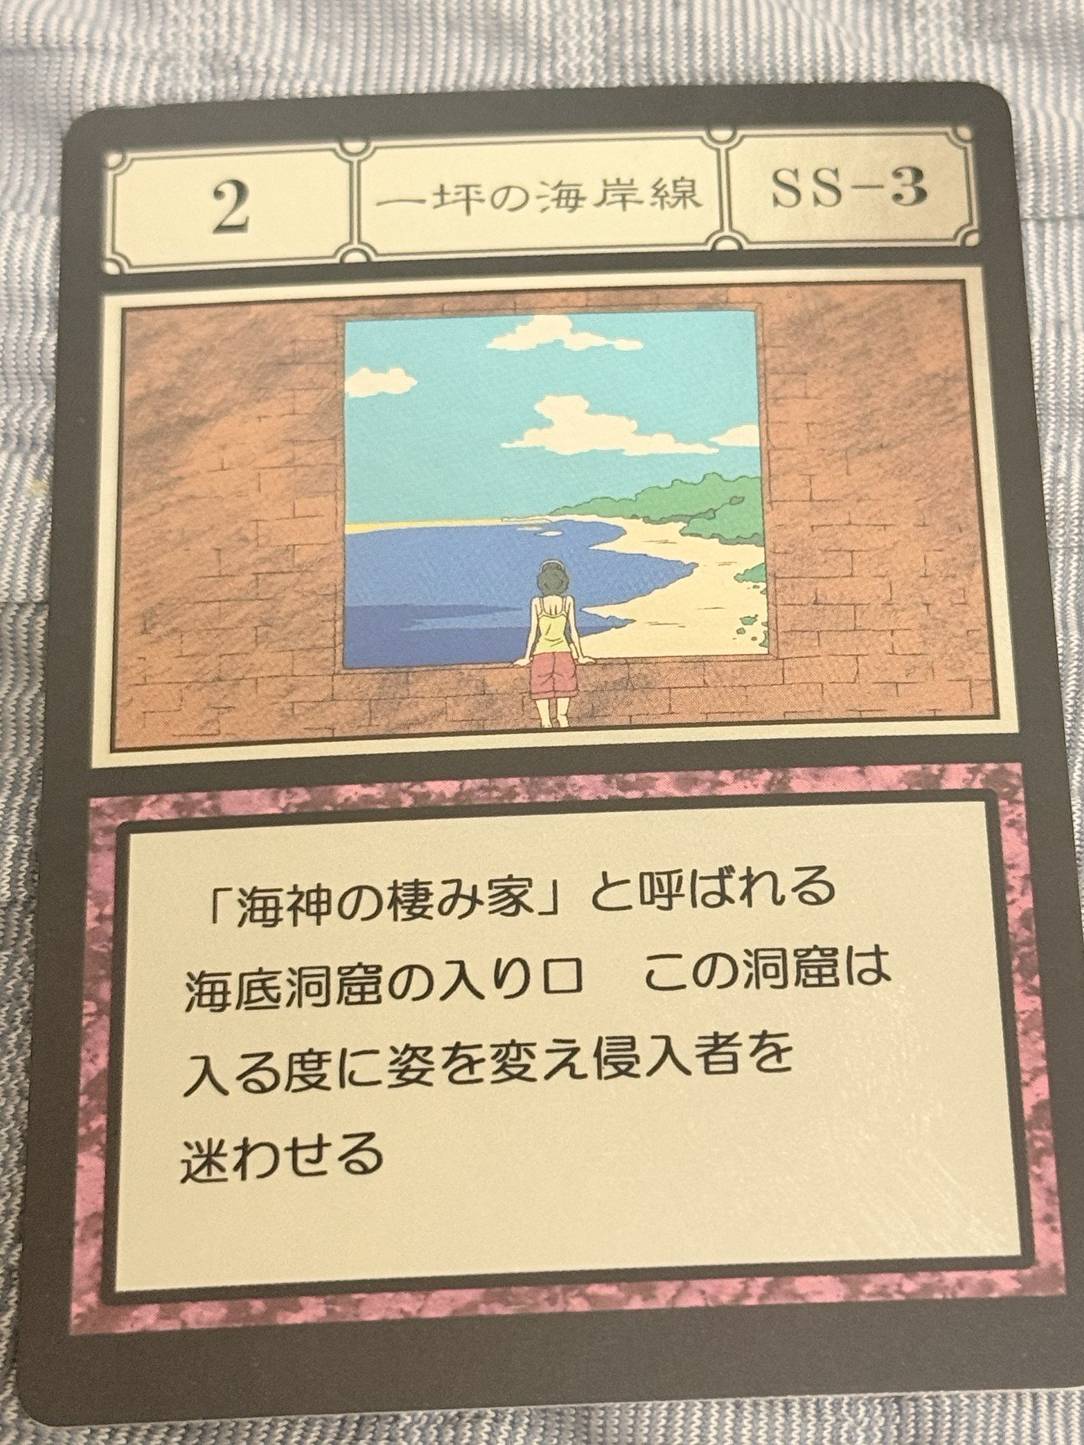 2
一坪の海岸線
SS-3
「海神の棲み家」と呼ばれる
海底洞窟の入り口　この洞窟は
入る度に姿を変え侵入者を
迷わせる